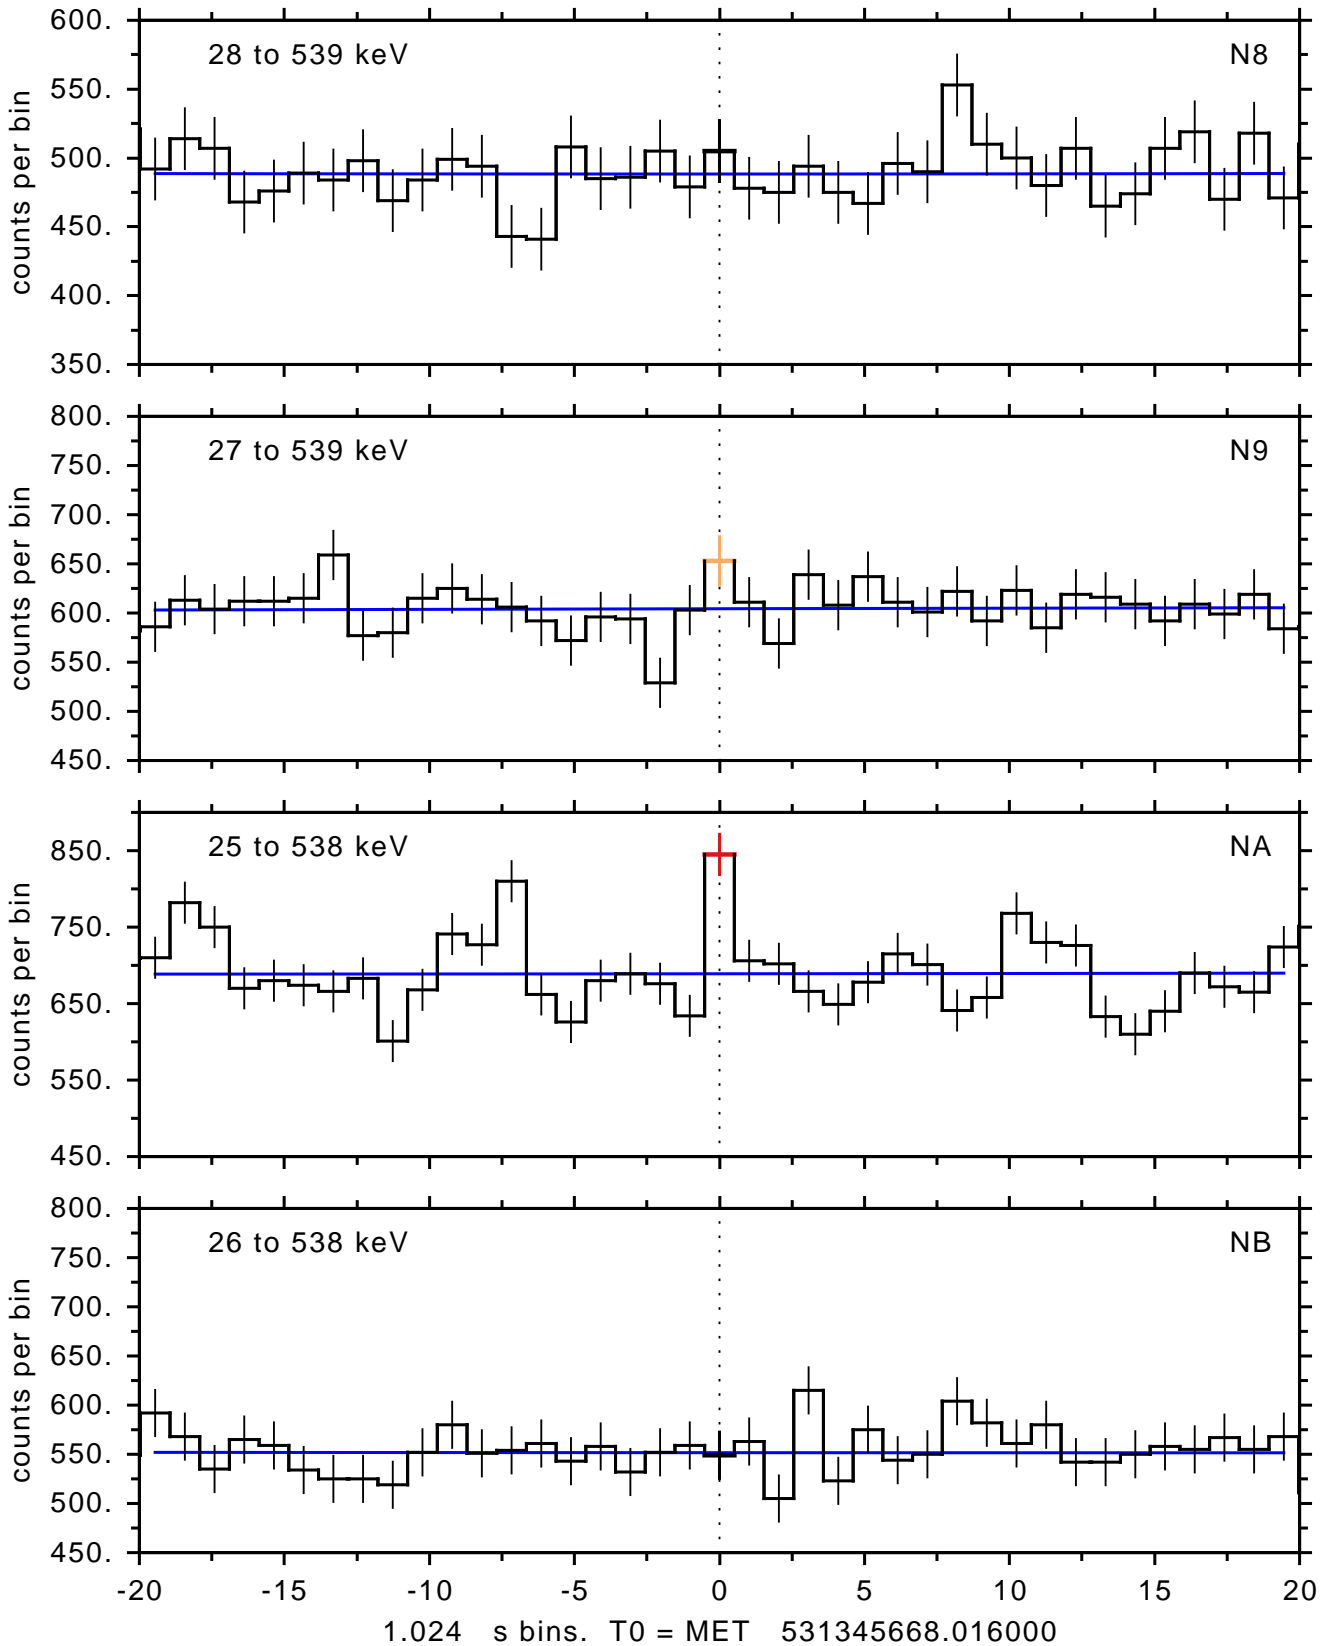 600.
28 to 539 keV N8
550.
500.
450.
400.
350.
counts per bin
800.
27 to 539 keV N9
750.
700.
650.
600.
550.
500.
450.
counts per bin
25 to 538 keV NA
850.
750.
650.
550.
450.
counts per bin
800.
26 to 538 keV NB
750.
700.
650.
600.
550.
500.
450.
counts per bin
-20 -15 -10 -5 0 5 10 15 20
1.024 s bins. T0 = MET 531345668.016000